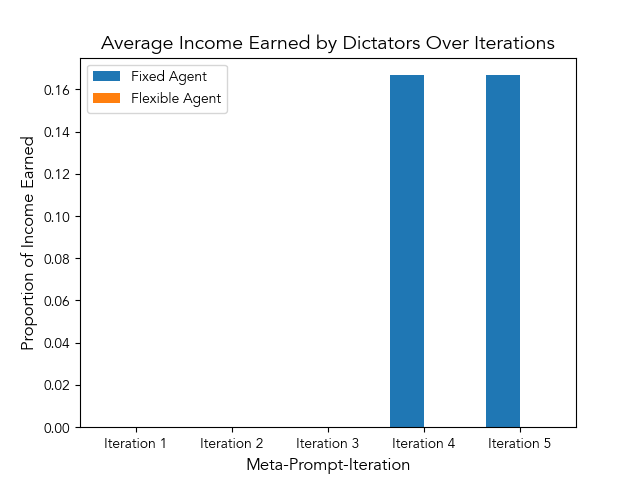 Average Income Earned by Dictators Over Iterations
Fixed Agent
Flexible Agent
Proportion of Income Earned
0.16
0.14
0.12
0.10
0.08
0.06
0.04
0.02
0.00
Iteration 1 Iteration 2 Iteration 3 Iteration 4 Iteration 5
Meta-Prompt-Iteration